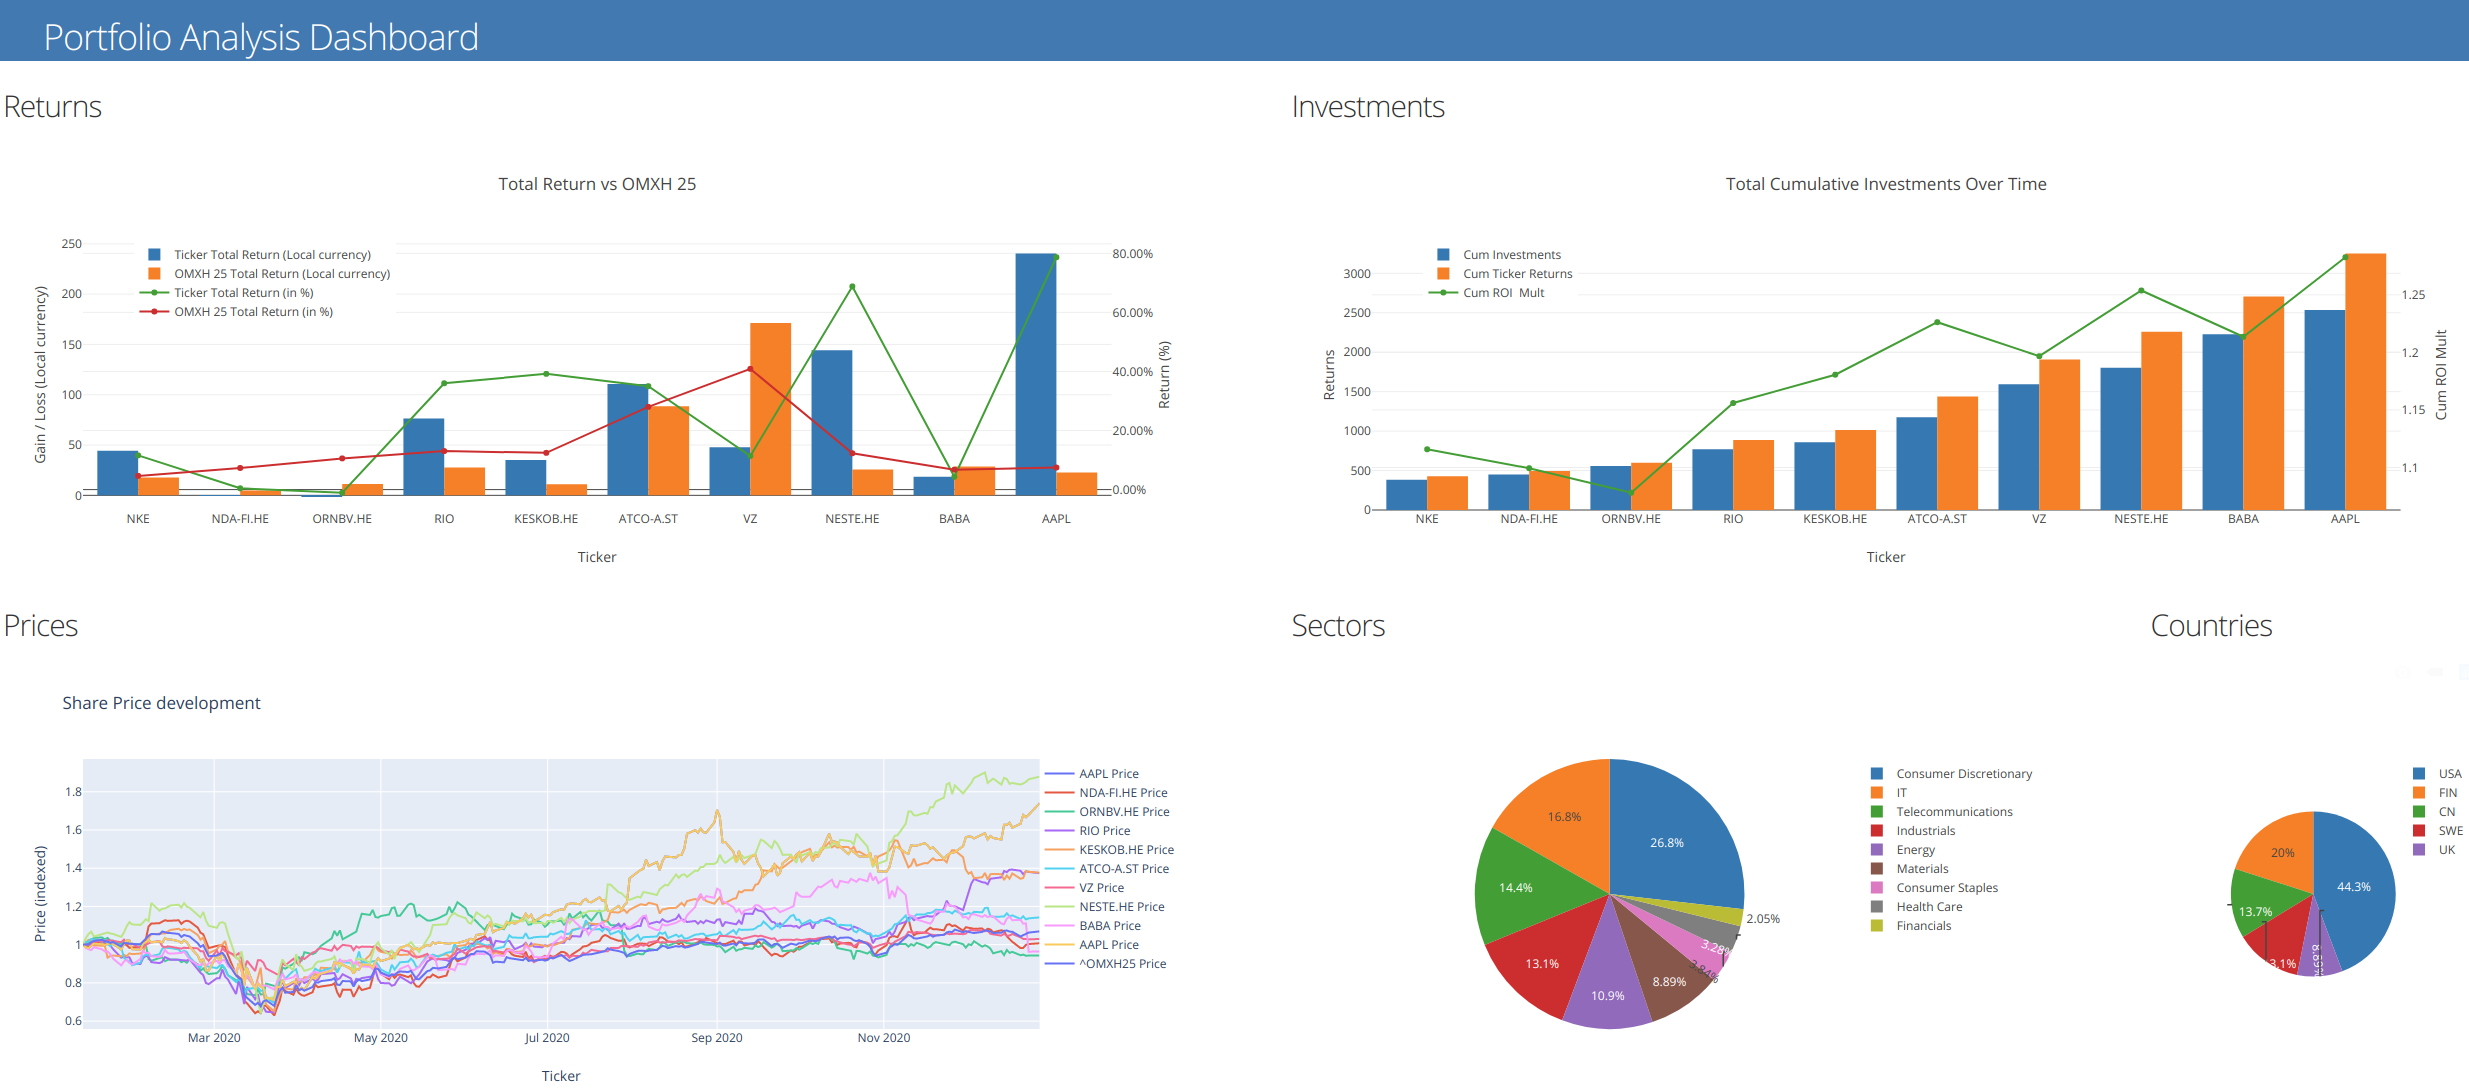 Portfolio Analysis Dashboard
Returns
Total Return vs OMXH 25
Ticker Total Return (Local currency)
OMXH 25 Total Return (Local currency)
Ticker Total Return (in %)
OMXH 25 Total Return (in %)
Gain / Loss (Local currency)
250
200
150
100
50
0
80.00%
60.00%
40.00%
20.00%
0.00%
Return (%)
NKE NDA-FI.HE ORNBV.HE RIO KESKOB.HE ATCO-A.ST VZ NESTE.HE BABA AAPL
Ticker
Investments
Total Cumulative Investments Over Time
Cum Investments
Cum Ticker Returns
Cum ROI Mult
Returns
3000
2500
2000
1500
1000
500
0
1.25
1.2
1.15
1.1
Cum ROI Mult
NKE NDA-FI.HE ORNBV.HE RIO KESKOB.HE ATCO-A.ST VZ NESTE.HE BABA AAPL
Ticker
Prices
Share Price development
Price (indexed)
1.8
1.6
1.4
1.2
1
0.8
0.6
Mar 2020 May 2020 Jul 2020 Sep 2020 Nov 2020
Ticker
AAPL Price
NDA-FI.HE Price
ORNBV.HE Price
RIO Price
KESKOB.HE Price
ATCO-A.ST Price
VZ Price
NESTE.HE Price
BABA Price
AAPL Price
^OMXH25 Price
Sectors
26.8%
16.8%
14.4%
13.1%
10.9%
8.89%
3.84%
3.28%
2.05%
Consumer Discretionary
IT
Telecommunications
Industrials
Energy
Materials
Consumer Staples
Health Care
Financials
Countries
44.3%
20%
13.7%
3.1%
8.89%
USA
FIN
CN
SWE
UK